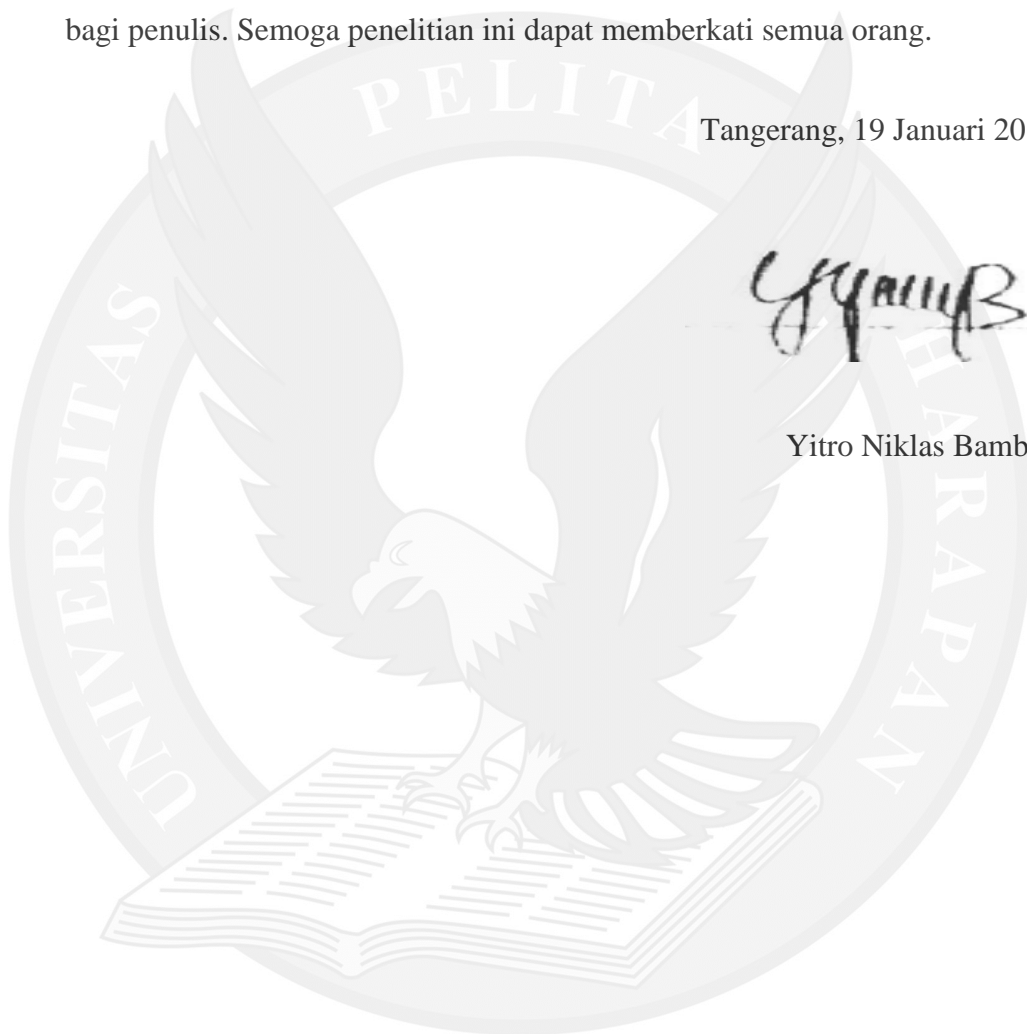 bagi penulis. Semoga penelitian ini dapat memberkati semua orang.
Tangerang, 19 Januari 20
Yitro Niklas Bamb
UNIVERSITAS PELITA HARAPAN